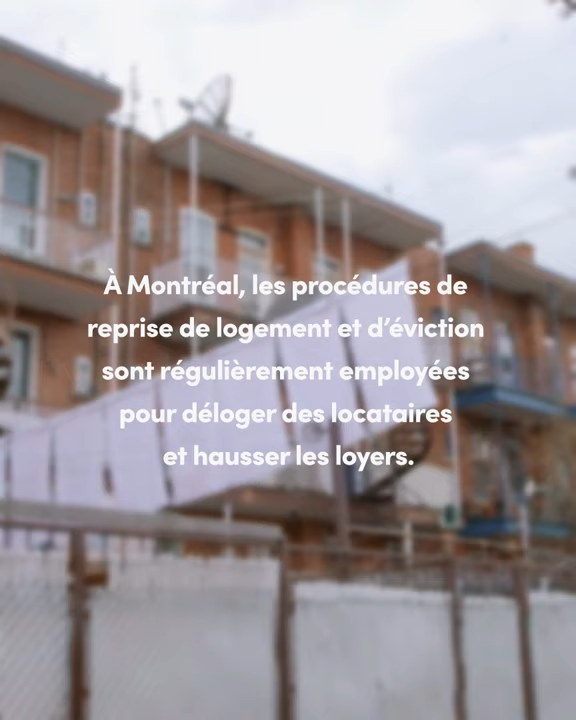 À Montréal, les procédures de
reprise de logement et d’éviction
sont régulièrement employées
pour déloger des locataires
et hausser les loyers.